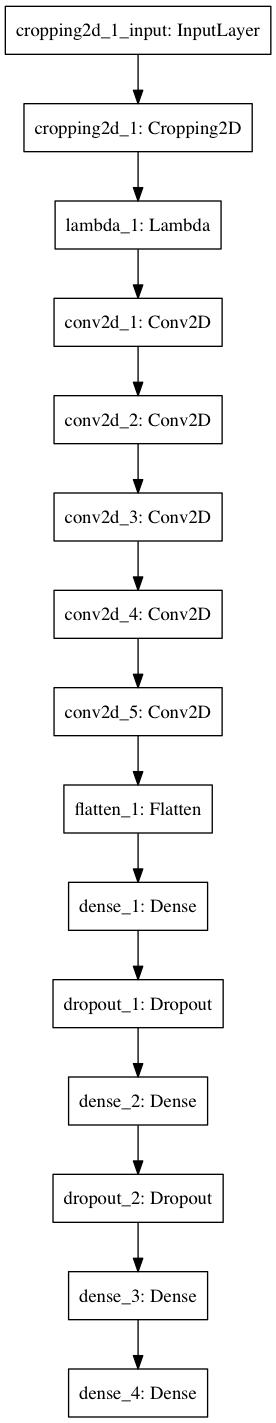 cropping2d_1_input: InputLayer
cropping2d_1: Cropping2D
lambda_1: Lambda
conv2d_1: Conv2D
conv2d_2: Conv2D
conv2d_3: Conv2D
conv2d_4: Conv2D
conv2d_5: Conv2D
flatten_1: Flatten
dense_1: Dense
dropout_1: Dropout
dense_2: Dense
dropout_2: Dropout
dense_3: Dense
dense_4: Dense